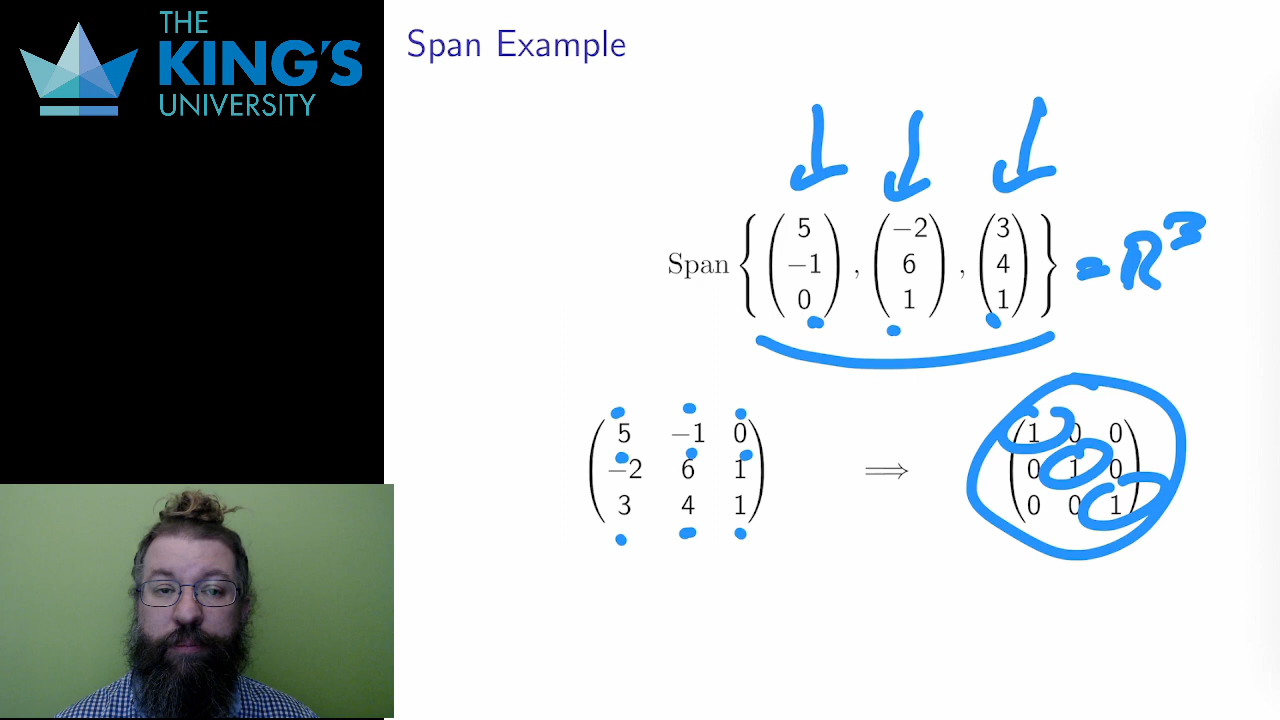 THE
KING'S
UNIVERSITY
Span Example
Span { (5 −1 0), (−2 6 1), (3 4 1) } = R³
5 −1 0
−2 6 1
3 4 1
⟹
1 0 0
0 1 0
0 0 1